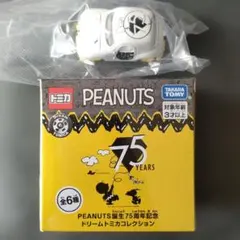 75
トミカ
PEANUTS
TAKARA TOMY
対象年齢
3才以上
75
YEARS
全6種
PEANUTS誕生75周年記念
ドリームトミカコレクション